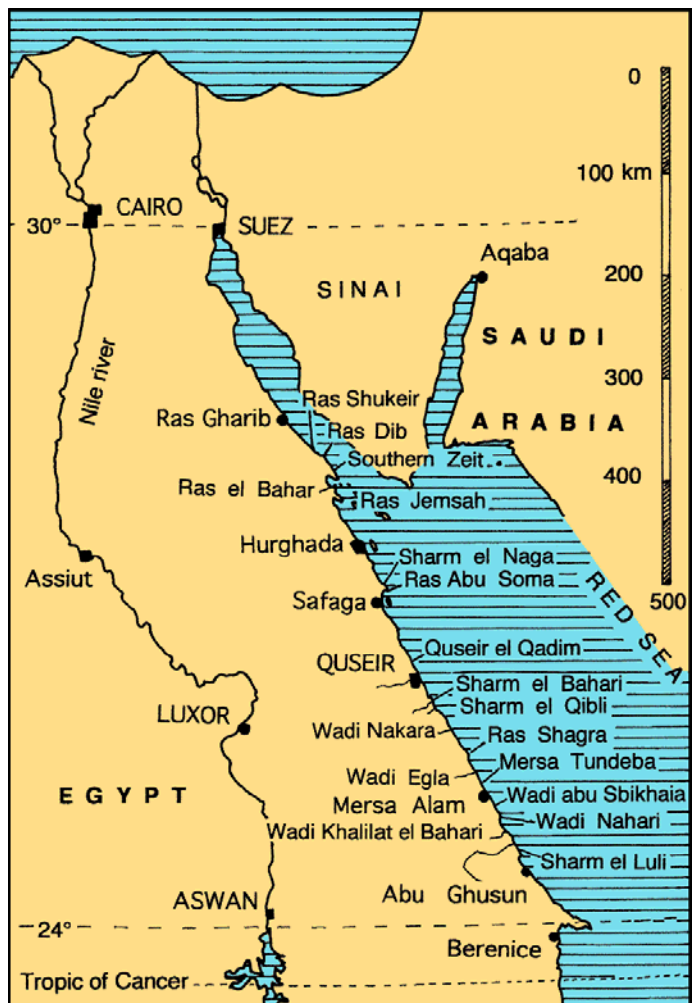 0
100 km
CAIRO
30°
SUEZ
Aqaba
SINAI
200
SAUDI
Nile river
300
Ras Shukeir
Ras Gharib
ARABIA
Ras Dib
Southern Zeit
400
Ras el Bahar
Ras Jemsah
Hurghada
Sharm el Naga
Assiut
Ras Abu Soma
RED SEA
Safaga
500
Quseir el Qadim
QUSEIR
Sharm el Bahari
Sharm el Qibli
LUXOR
Wadi Nakara
Ras Shagra
Mersa Tundeba
Wadi Egla
EGYPT
Mersa Alam
Wadi abu Sbikhaia
Wadi Nahari
Wadi Khalilat el Bahari
Sharm el Luli
Abu Ghusun
ASWAN
24°
Berenice
Tropic of Cancer